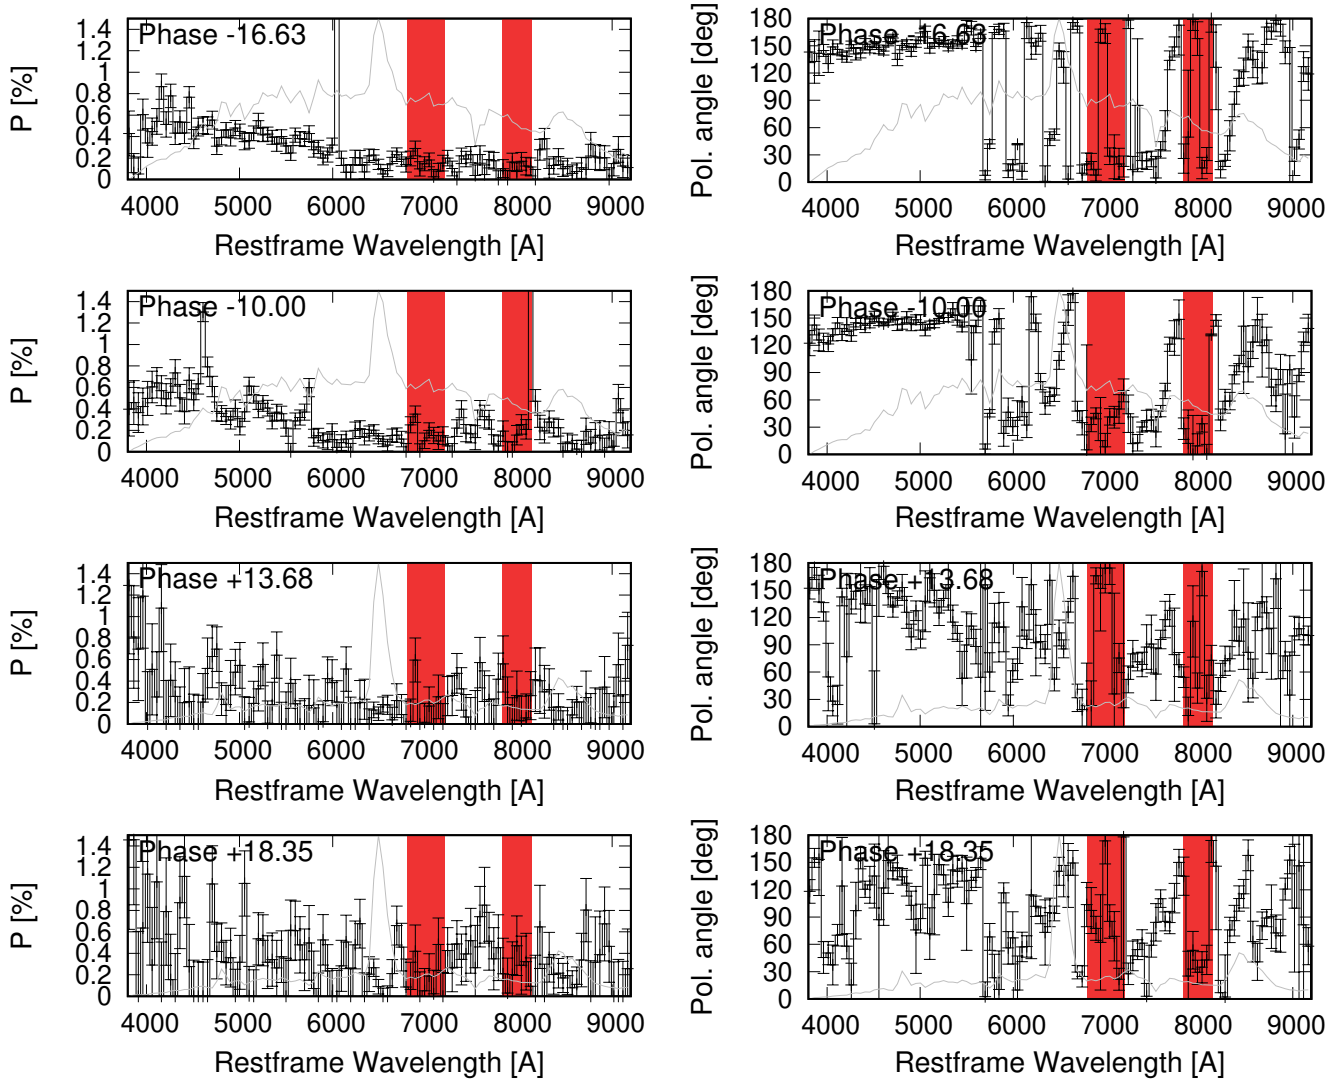 Phase -16.63
P [%]
1.4
1.2
1
0.8
0.6
0.4
0.2
0
4000 5000 6000 7000 8000 9000
Restframe Wavelength [A]
Phase -16.63
Pol. angle [deg]
180
150
120
90
60
30
0
4000 5000 6000 7000 8000 9000
Restframe Wavelength [A]
Phase -10.00
P [%]
1.4
1.2
1
0.8
0.6
0.4
0.2
0
4000 5000 6000 7000 8000 9000
Restframe Wavelength [A]
Phase -10.00
Pol. angle [deg]
180
150
120
90
60
30
0
4000 5000 6000 7000 8000 9000
Restframe Wavelength [A]
Phase +13.68
P [%]
1.4
1.2
1
0.8
0.6
0.4
0.2
0
4000 5000 6000 7000 8000 9000
Restframe Wavelength [A]
Phase +13.68
Pol. angle [deg]
180
150
120
90
60
30
0
4000 5000 6000 7000 8000 9000
Restframe Wavelength [A]
Phase +18.35
P [%]
1.4
1.2
1
0.8
0.6
0.4
0.2
0
4000 5000 6000 7000 8000 9000
Restframe Wavelength [A]
Phase +18.35
Pol. angle [deg]
180
150
120
90
60
30
0
4000 5000 6000 7000 8000 9000
Restframe Wavelength [A]